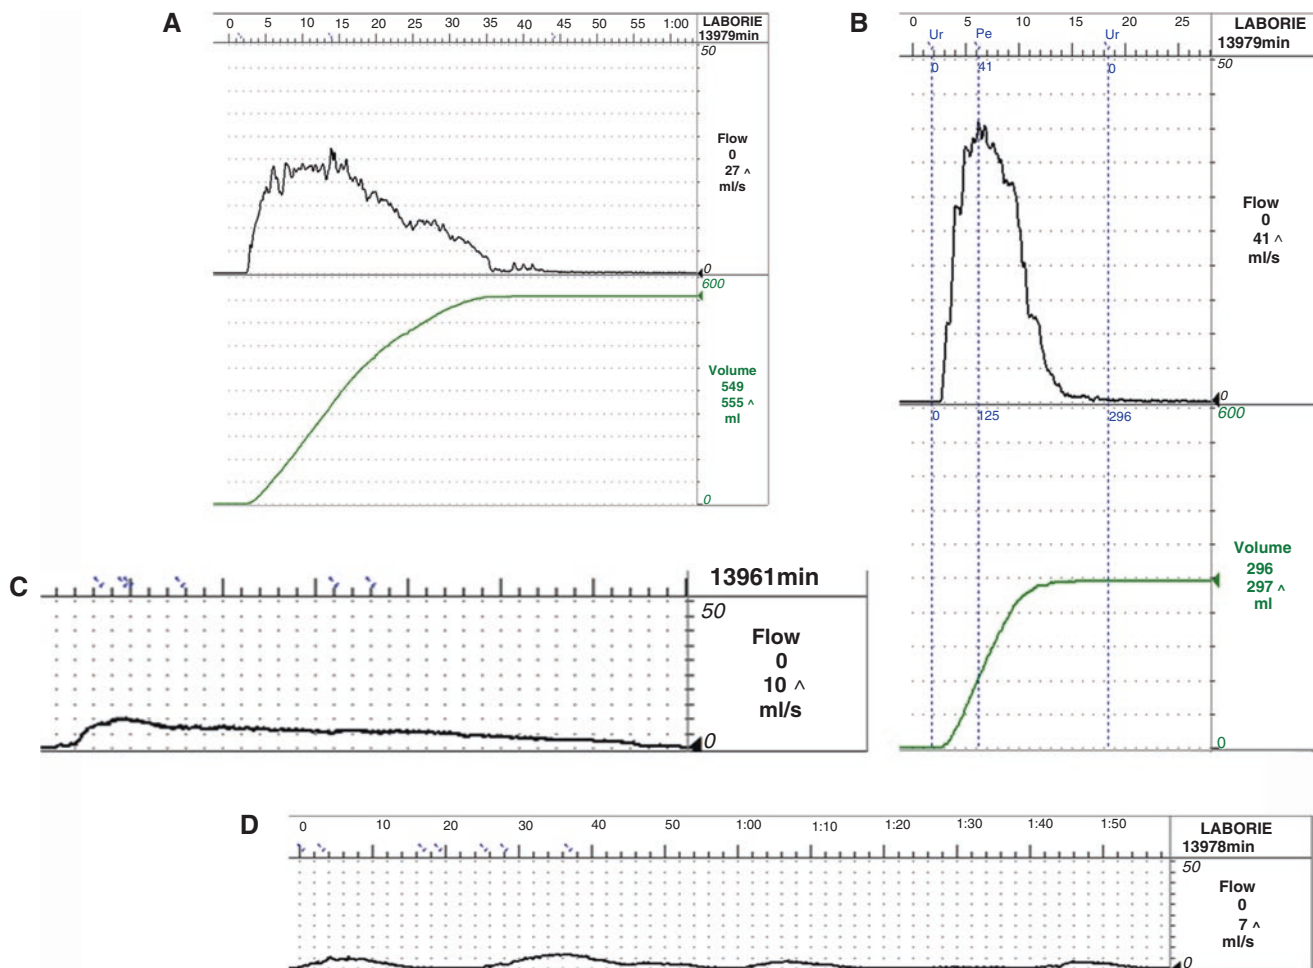 A
0 5 10 15 20 25 30 35 40 45 50 55 1:00
LABORIE
13979min
50
Flow
0
27 ^
ml/s
0
600
Volume
549
555 ^
ml
0
B
0 5 10 15 20 25
LABORIE
13979min
Ur Pe Ur
0 41 0
50
Flow
0
41 ^
ml/s
0
0 125 296
600
Volume
296
297 ^
ml
0
C
13961min
50
Flow
0
10 ^
ml/s
0
D
0 10 20 30 40 50 1:00 1:10 1:20 1:30 1:40 1:50
LABORIE
13978min
50
Flow
0
7 ^
ml/s
0